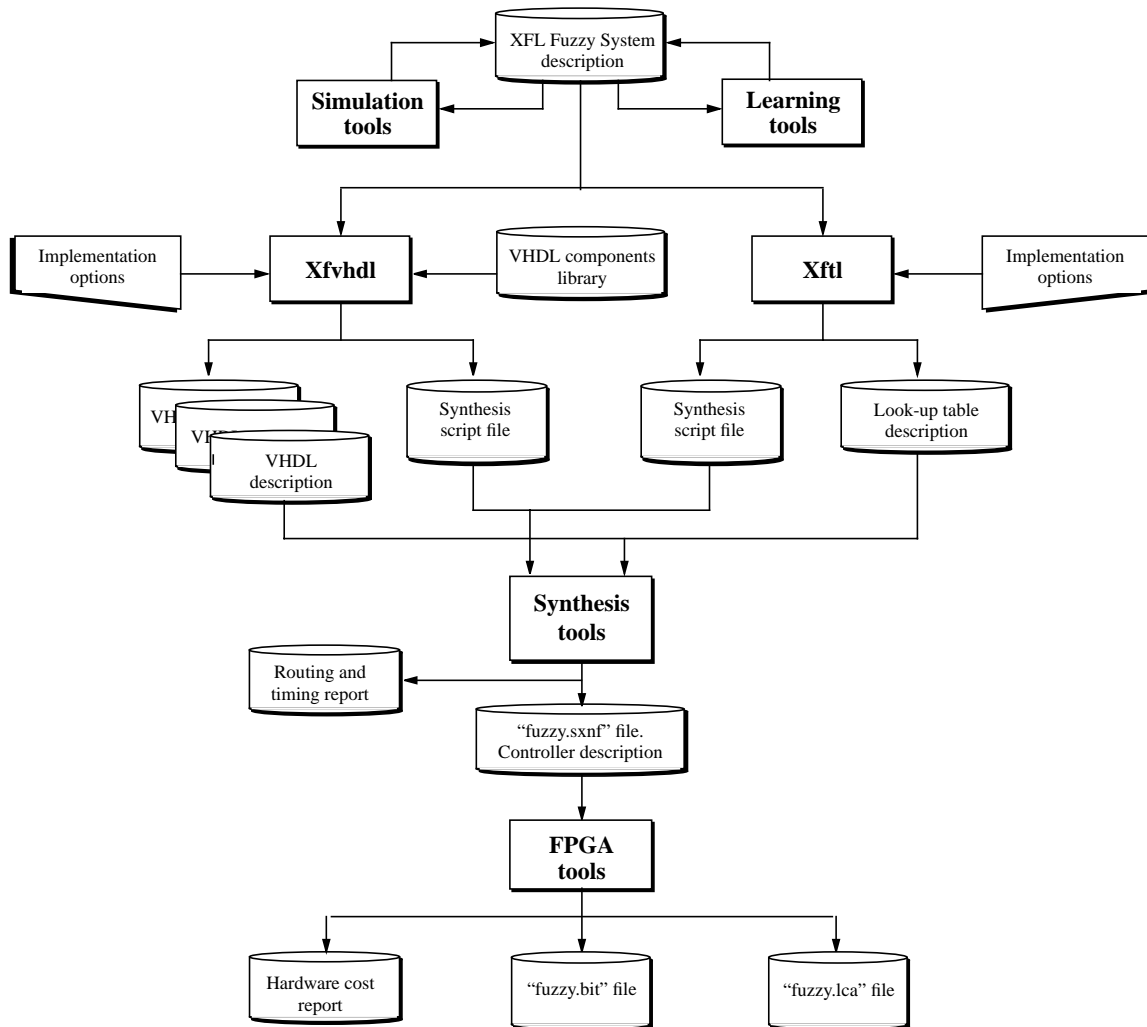 XFL Fuzzy System
description
Simulation
tools
Learning
tools
Implementation
options
Xfvhdl
VHDL components
library
Xftl
Implementation
options
VH
VHD
VHDL
description
Synthesis
script file
Synthesis
script file
Look-up table
description
Synthesis
tools
Routing and
timing report
“fuzzy.sxnf” file.
Controller description
FPGA
tools
Hardware cost
report
“fuzzy.bit” file
“fuzzy.lca” file